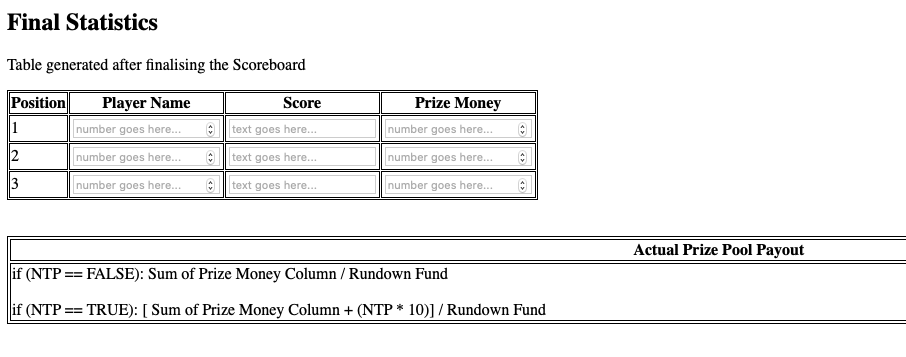 Final Statistics
Table generated after finalising the Scoreboard
Position Player Name Score Prize Money
1 number goes here... text goes here... number goes here...
2 number goes here... text goes here... number goes here...
3 number goes here... text goes here... number goes here...
Actual Prize Pool Payout
if (NTP == FALSE): Sum of Prize Money Column / Rundown Fund
if (NTP == TRUE): [ Sum of Prize Money Column + (NTP * 10)] / Rundown Fund